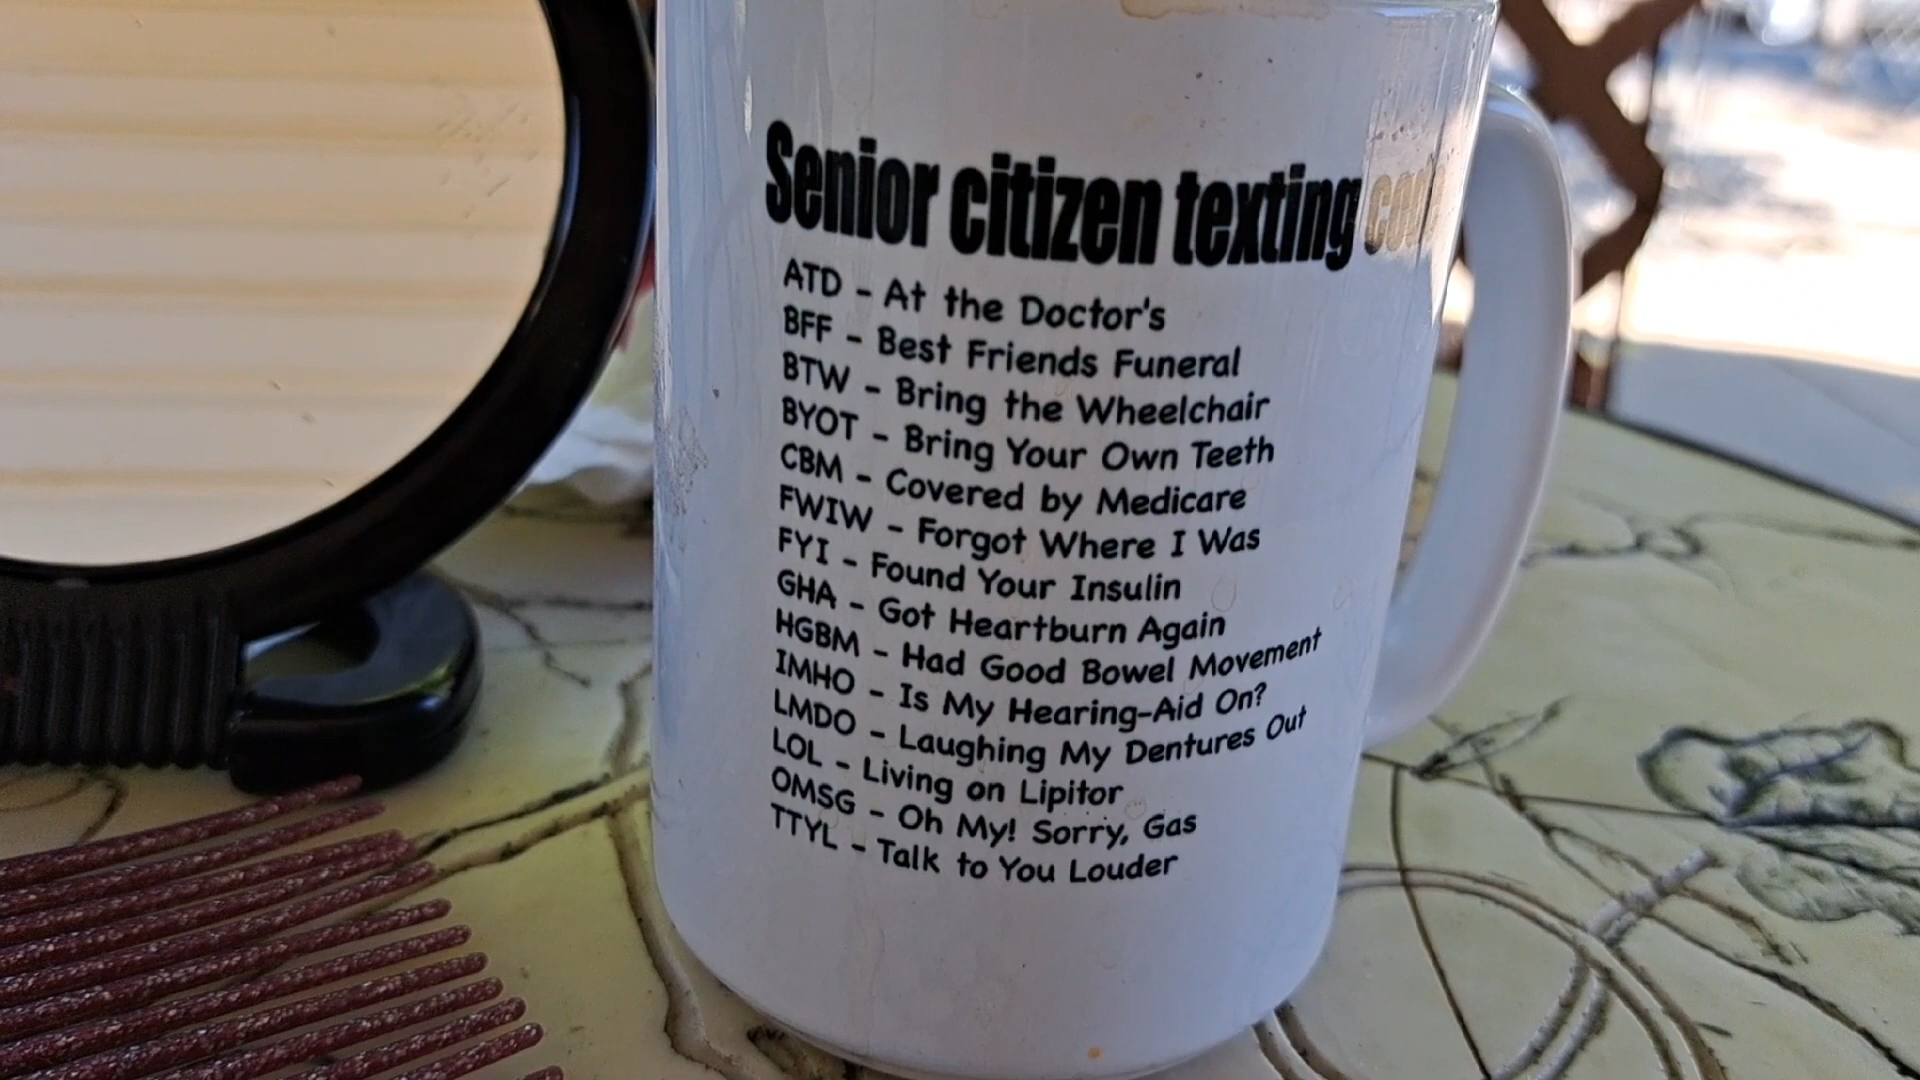 Senior citizen texting
ATD - At the Doctor's
BFF - Best Friends Funeral
BTW - Bring the Wheelchair
BYOT - Bring Your Own Teeth
CBM - Covered by Medicare
FWIW - Forgot Where I Was
FYI - Found Your Insulin
GHA - Got Heartburn Again
HGBM - Had Good Bowel Movement
IMHO - Is My Hearing-Aid On?
LMDO - Laughing My Dentures Out
LOL - Living on Lipitor
OMSG - Oh My! Sorry, Gas
TTYL - Talk to You Louder